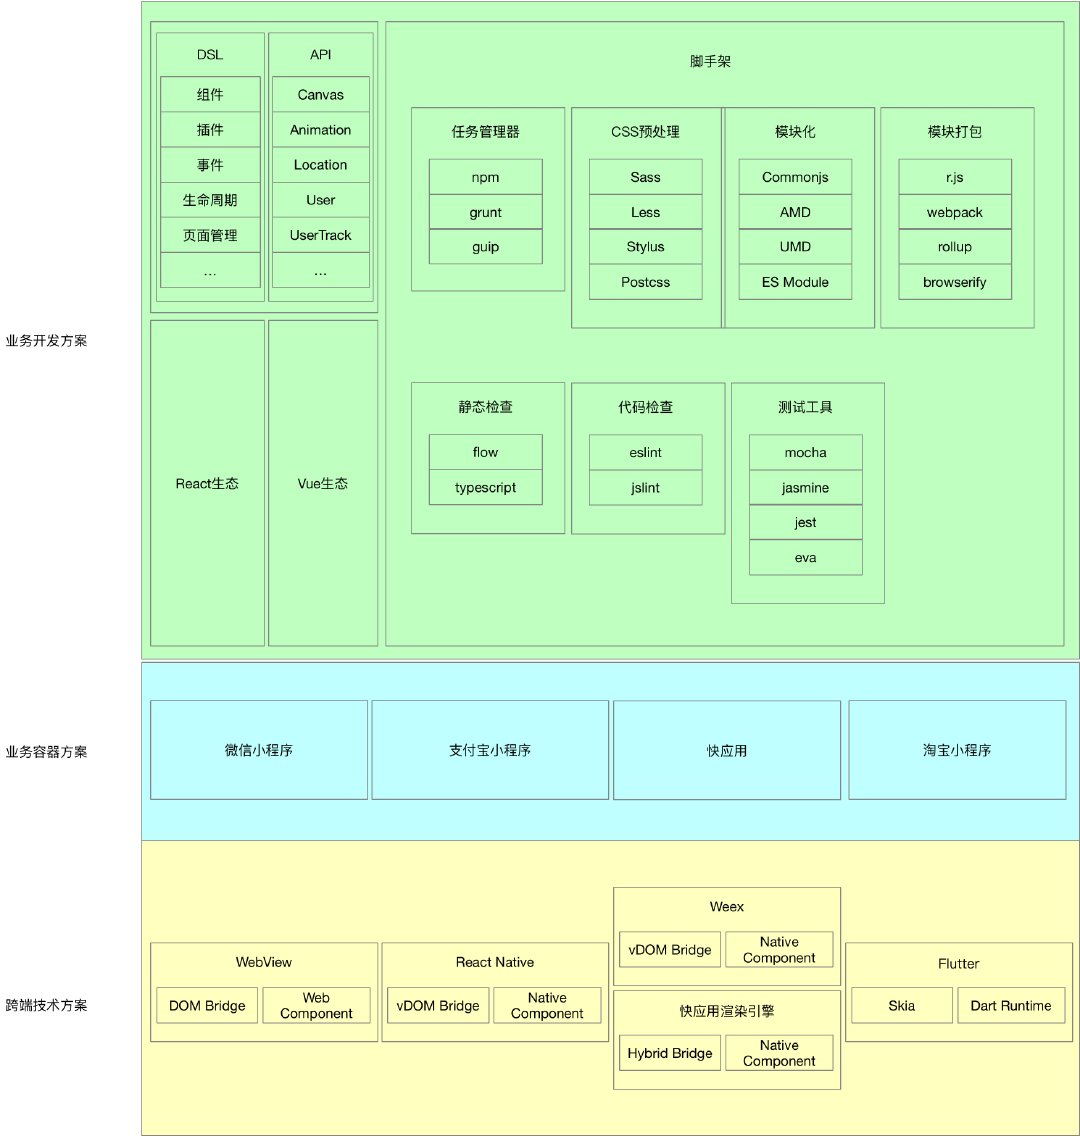 业务开发方案
DSL
组件
插件
事件
生命周期
页面管理
...
API
Canvas
Animation
Location
User
UserTrack
...
React生态
Vue生态
脚手架
任务管理器
npm
grunt
guip
CSS预处理
Sass
Less
Stylus
Postcss
模块化
Commonjs
AMD
UMD
ES Module
模块打包
r.js
webpack
rollup
browserify
静态检查
flow
typescript
代码检查
eslint
jslint
测试工具
mocha
jasmine
jest
eva
业务容器方案
微信小程序
支付宝小程序
快应用
淘宝小程序
跨端技术方案
WebView
DOM Bridge
Web
Component
React Native
vDOM Bridge
Native
Component
Weex
vDOM Bridge
Native
Component
快应用渲染引擎
Hybrid Bridge
Native
Component
Flutter
Skia
Dart Runtime